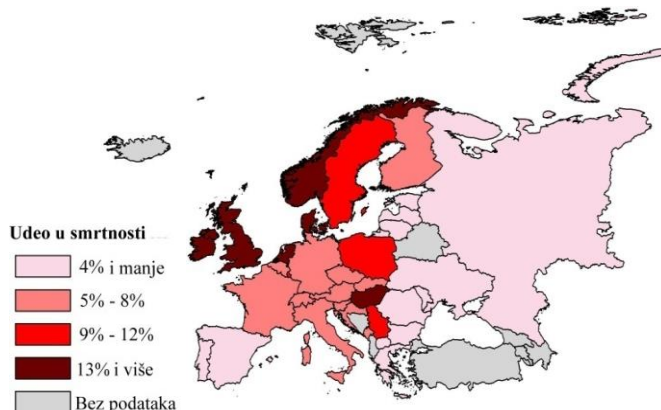 Udeo u smrtnosti
4% i manje
5% - 8%
9% - 12%
13% i više
Bez podataka